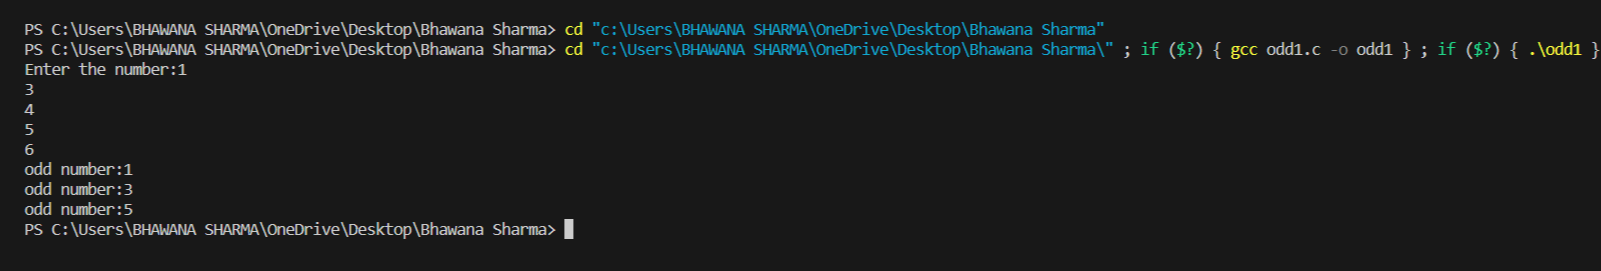 PS C:\Users\BHAWANA SHARMA\OneDrive\Desktop\Bhawana Sharma> cd "c:\Users\BHAWANA SHARMA\OneDrive\Desktop\Bhawana Sharma"
PS C:\Users\BHAWANA SHARMA\OneDrive\Desktop\Bhawana Sharma> cd "c:\Users\BHAWANA SHARMA\OneDrive\Desktop\Bhawana Sharma\" ; if ($?) { gcc odd1.c -o odd1 } ; if ($?) { .\odd1 }
Enter the number:1
3
4
5
6
odd number:1
odd number:3
odd number:5
PS C:\Users\BHAWANA SHARMA\OneDrive\Desktop\Bhawana Sharma>